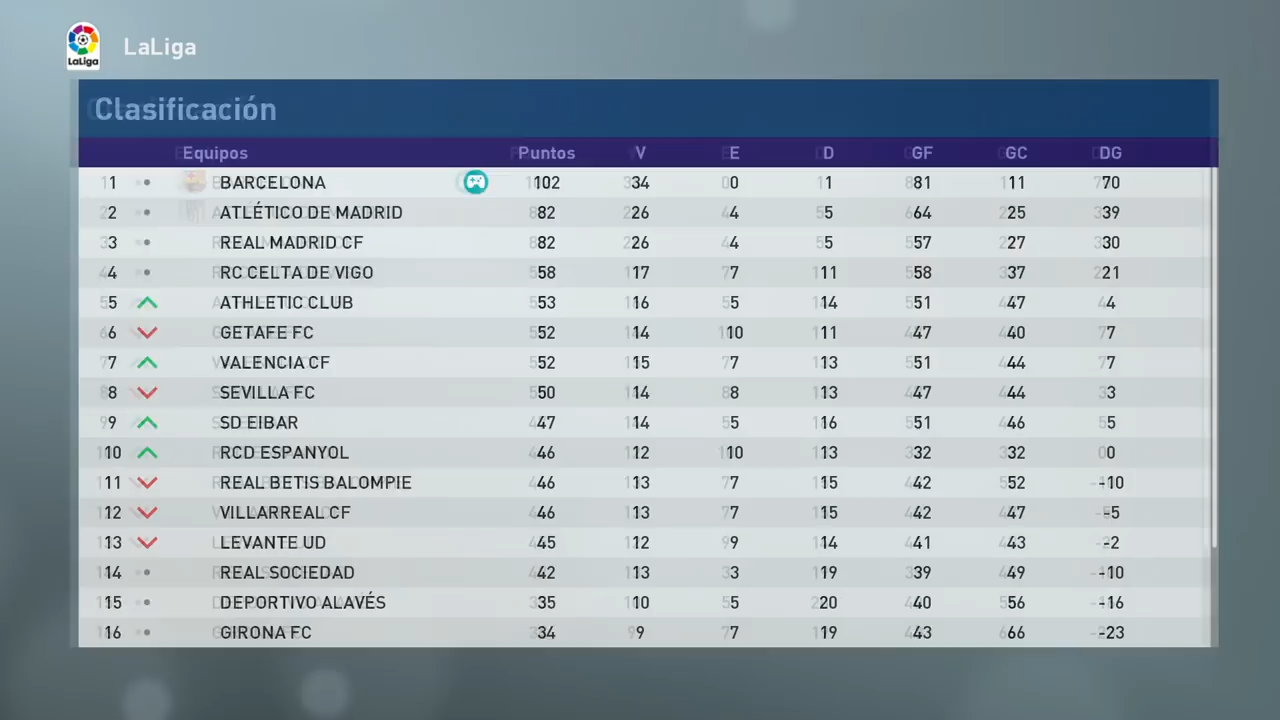 LaLiga
LaLiga
Clasificación
Equipos Puntos V E D GF GC DG
1 BARCELONA 102 34 0 1 81 11 70
2 ATLÉTICO DE MADRID 82 26 4 5 64 25 39
3 REAL MADRID CF 82 26 4 5 57 27 30
4 RC CELTA DE VIGO 58 17 7 11 58 37 21
5 ATHLETIC CLUB 53 16 5 14 51 47 4
6 GETAFE FC 52 14 10 11 47 40 7
7 VALENCIA CF 52 15 7 13 51 44 7
8 SEVILLA FC 50 14 8 13 47 44 3
9 SD EIBAR 47 14 5 16 51 46 5
10 RCD ESPANYOL 46 12 10 13 32 32 0
11 REAL BETIS BALOMPIE 46 13 7 15 42 52 -10
12 VILLARREAL CF 46 13 7 15 42 47 -5
13 LEVANTE UD 45 12 9 14 41 43 -2
14 REAL SOCIEDAD 42 13 3 19 39 49 -10
15 DEPORTIVO ALAVÉS 35 10 5 20 40 56 -16
16 GIRONA FC 34 9 7 19 43 66 -23